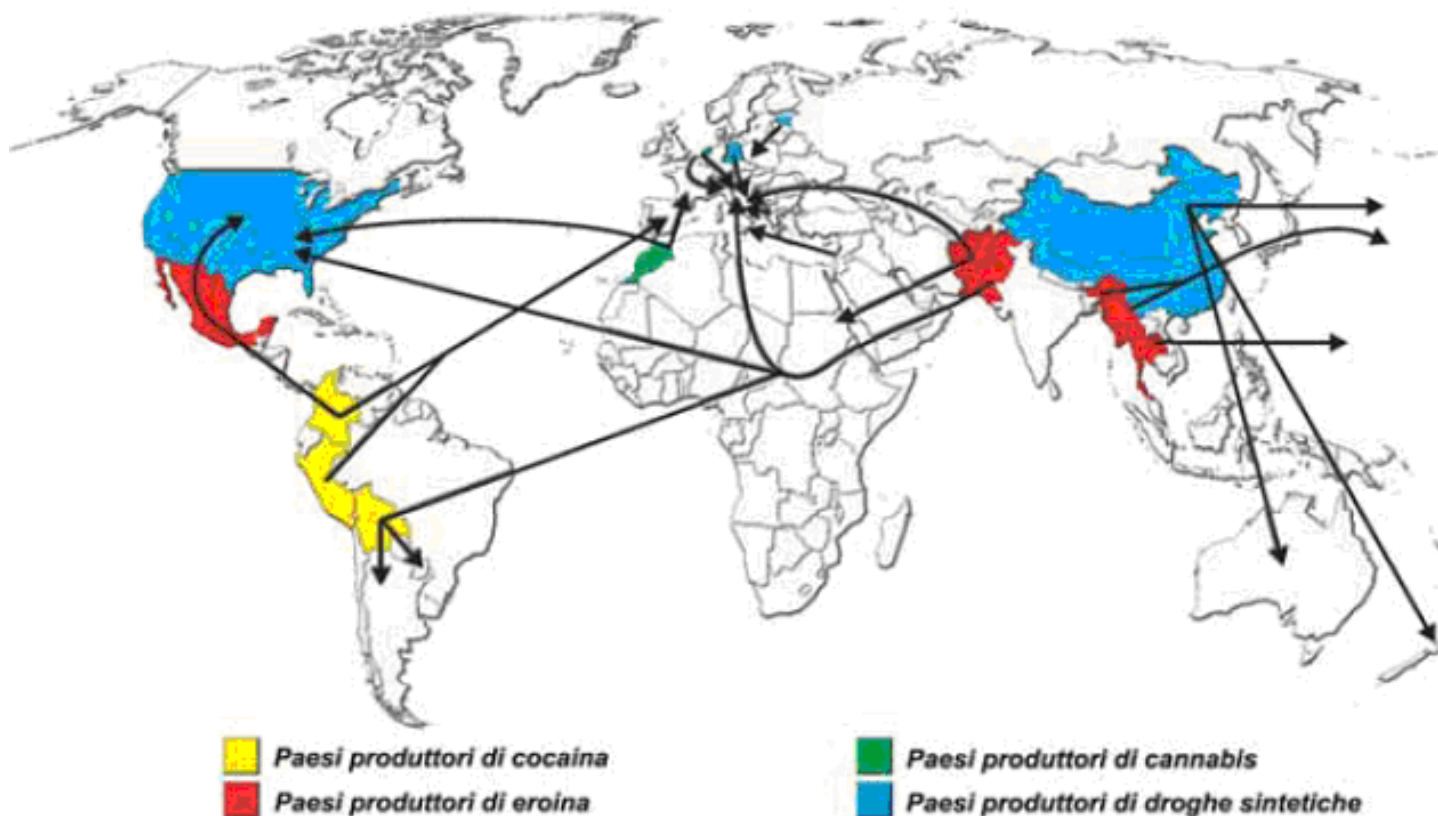 Paesi produttori di cocaina
Paesi produttori di cannabis
Paesi produttori di eroina
Paesi produttori di droghe sintetiche